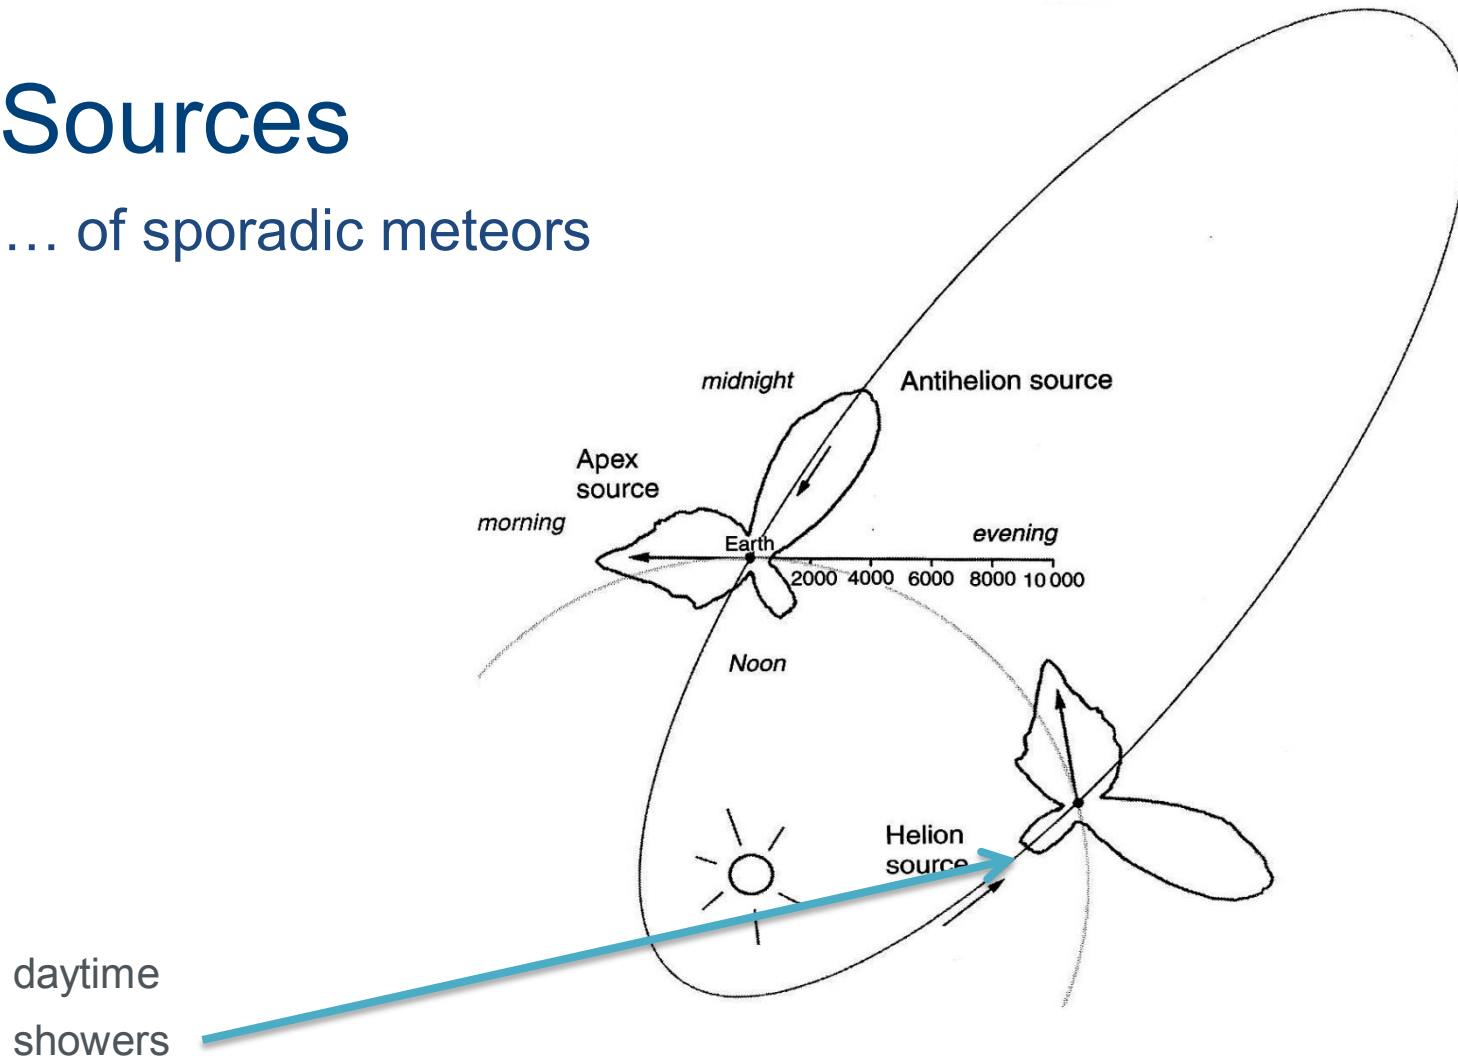 Sources
… of sporadic meteors
midnight
Antihelion source
Apex
source
morning
Earth
evening
2000 4000 6000 8000 10 000
Noon
Helion
source
daytime
showers